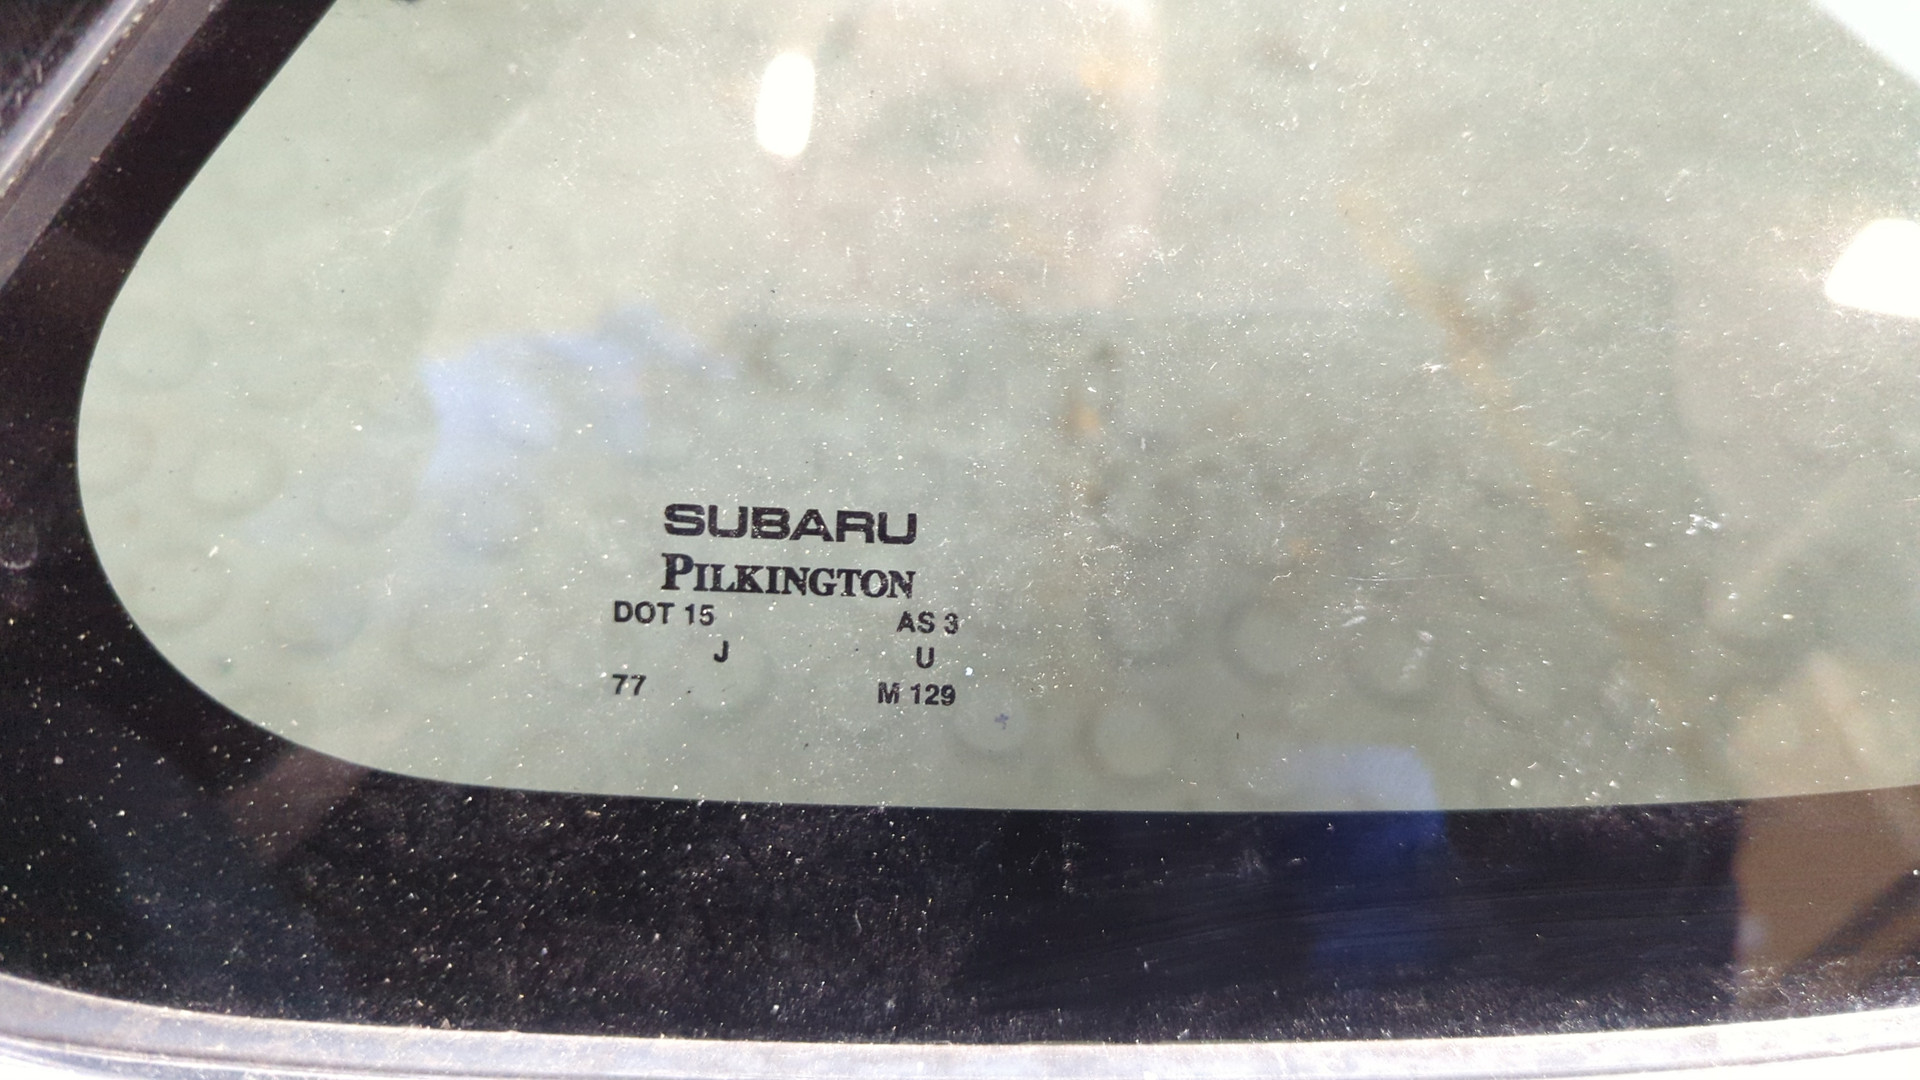 SUBARU
PILKINGTON
DOT 15 AS 3
J U
77 M 129